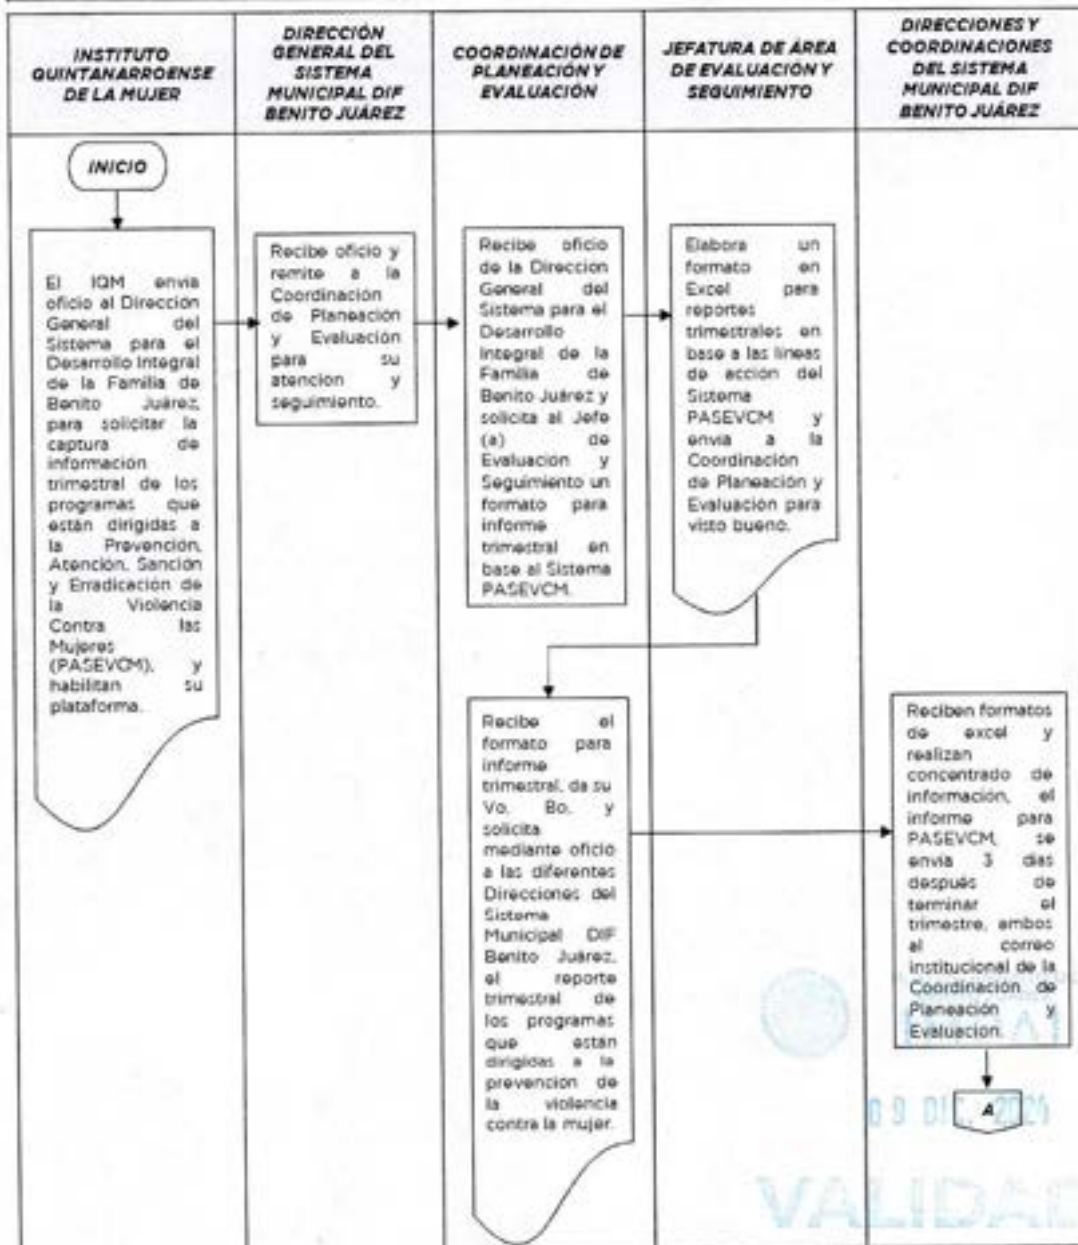 INSTITUTO
QUINTANARROENSE
DE LA MUJER
DIRECCIÓN
GENERAL DEL
SISTEMA
MUNICIPAL DIF
BENITO JUÁREZ
COORDINACIÓN DE
PLANEACIÓN Y
EVALUACIÓN
JEFATURA DE ÁREA
DE EVALUACIÓN Y
SEGUIMIENTO
DIRECCIONES Y
COORDINACIONES
DEL SISTEMA
MUNICIPAL DIF
BENITO JUÁREZ
INICIO
El IQM envia
oficio al Dirección
General del
Sistema para el
Desarrollo Integral
de la Familia de
Benito Juárez,
para solicitar la
captura de
información
trimestral de los
programas que
están dirigidas a
la Prevención,
Atención, Sanción
y Erradicación de
la Violencia
Contra las
Mujeres
(PASEVCM), y
habilitan su
plataforma.
Recibe oficio y
remite a la
Coordinación
de Planeación
y Evaluación
para su
atencion y
seguimiento.
Recibe oficio
de la Direccion
General del
Sistema para el
Desarrollo
Integral de la
Familia de
Benito Juárez y
solicita al Jefe
(a) de
Evaluacion y
Seguimiento un
formato para
informe
trimestral en
base al Sistema
PASEVCM.
Elabora un
formato en
Excel para
reportes
trimestrales en
base a las líneas
de acción del
Sistema
PASEVCM y
envia a la
Coordinación
de Planeación y
Evaluación para
visto bueno.
Recibe el
formato para
informe
trimestral, da su
Vo. Bo. y
solicita
mediante oficio
a las diferentes
Direcciones del
Sistema
Municipal DIF
Benito Juárez,
el reporte
trimestral de
los programas
que están
dirigidas a la
prevención de
la violencia
contra la mujer.
Reciben formatos
de excel y
realizan
concentrado de
información, el
informe para
PASEVCM, se
envia 3 dias
después de
terminar el
trimestre, ambos
al correo
institucional de la
Coordinación de
Planeación y
Evaluacion.
A
09 DI 2024
VALIDAD